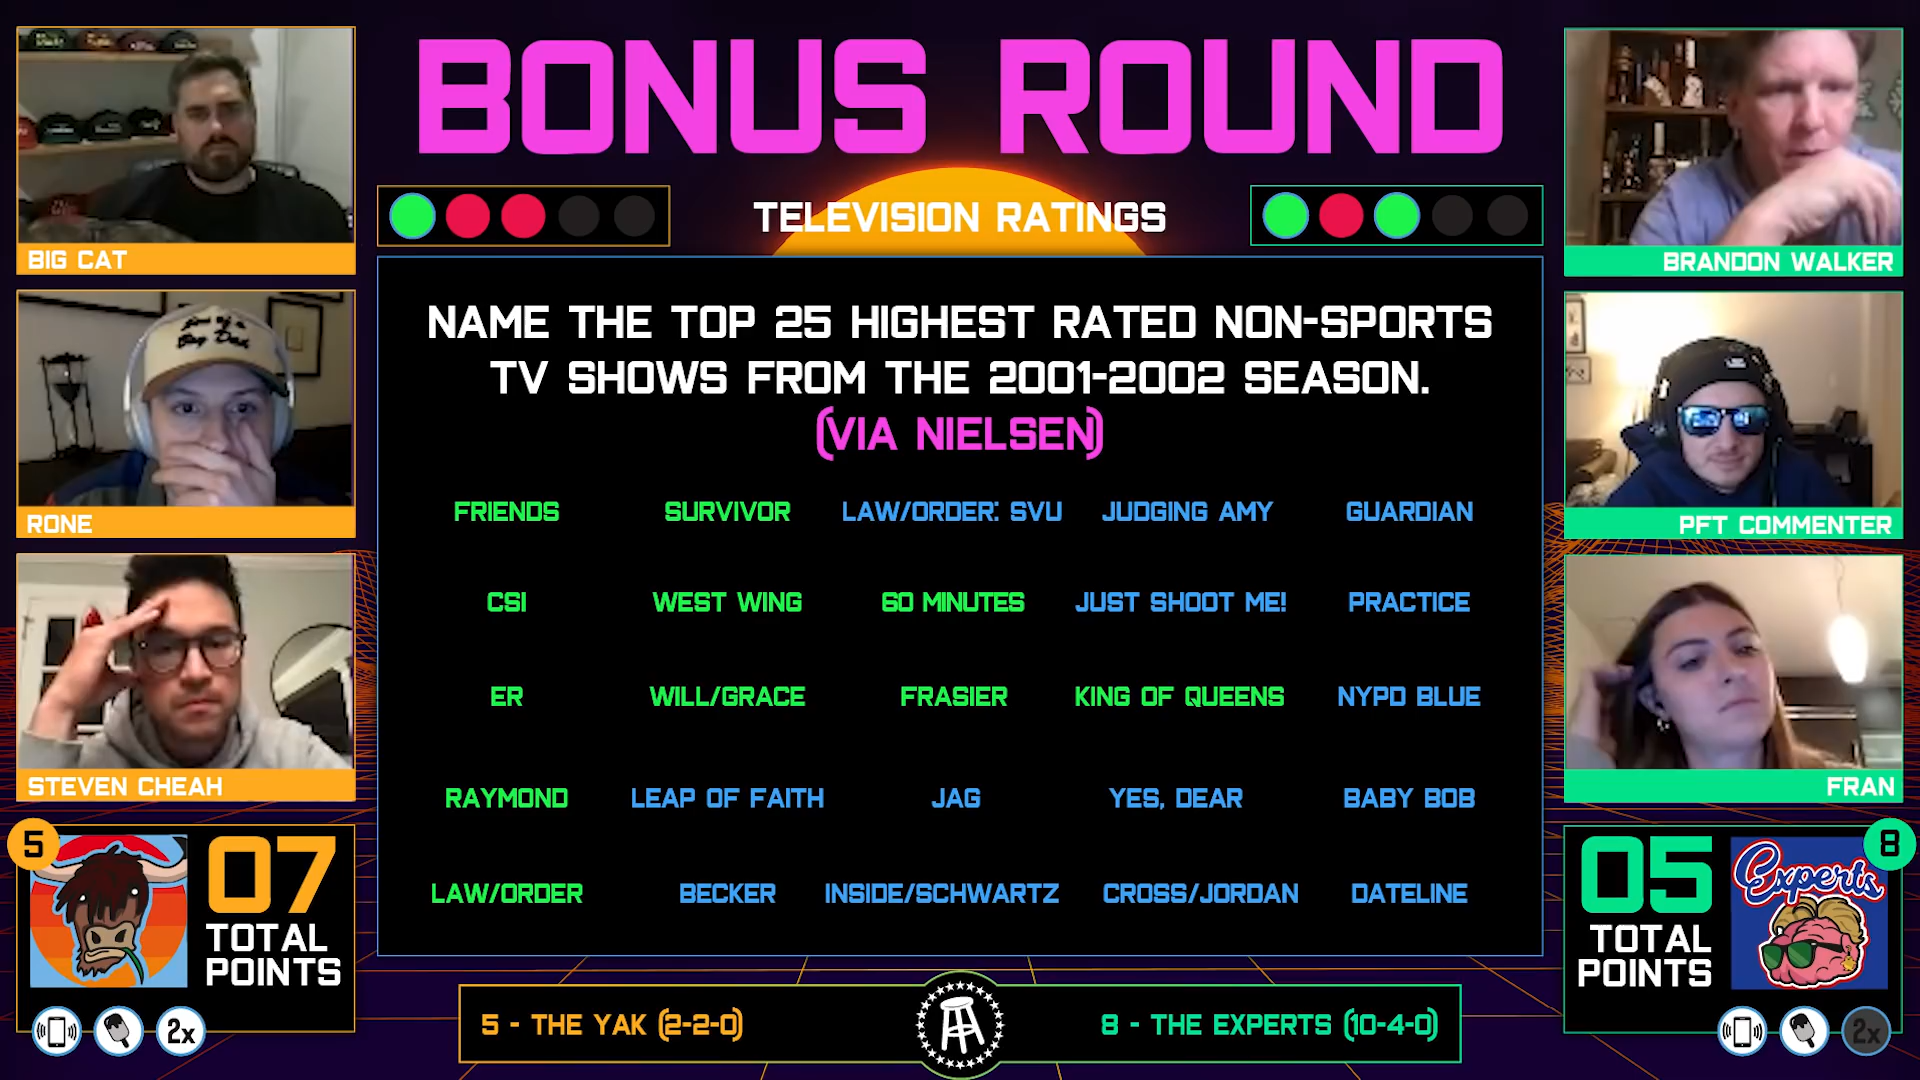 BONUS ROUND
TELEVISION RATINGS
NAME THE TOP 25 HIGHEST RATED NON-SPORTS
TV SHOWS FROM THE 2001-2002 SEASON.
(VIA NIELSEN)
FRIENDS SURVIVOR LAW/ORDER: SVU JUDGING AMY GUARDIAN
CSI WEST WING 60 MINUTES JUST SHOOT ME! PRACTICE
ER WILL/GRACE FRASIER KING OF QUEENS NYPD BLUE
RAYMOND LEAP OF FAITH JAG YES, DEAR BABY BOB
LAW/ORDER BECKER INSIDE/SCHWARTZ CROSS/JORDAN DATELINE
BIG CAT
RONE
STEVEN CHEAH
5
07
TOTAL
POINTS
2x
BRANDON WALKER
PFT COMMENTER
FRAN
8
05
TOTAL
POINTS
Experts
2x
5 - THE YAK (2-2-0)
8 - THE EXPERTS (10-4-0)